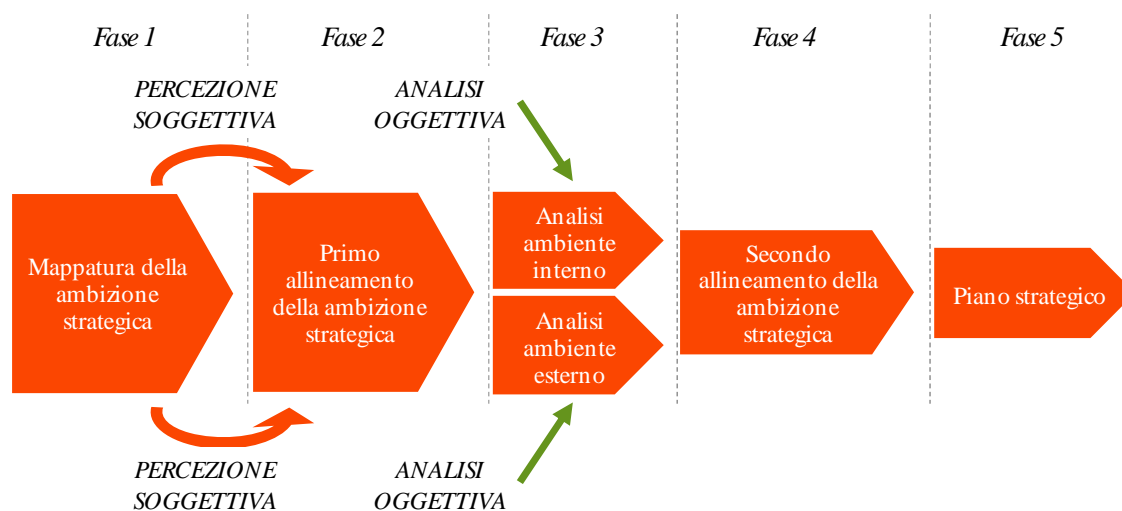 Fase 1
Fase 2
Fase 3
Fase 4
Fase 5
PERCEZIONE
SOGGETTIVA
ANALISI
OGGETTIVA
Mappatura della
ambizione
strategica
Primo
allineamento
della ambizione
strategica
Analisi
ambiente
interno
Analisi
ambiente
esterno
Secondo
allineamento della
ambizione
strategica
Piano strategico
PERCEZIONE
SOGGETTIVA
ANALISI
OGGETTIVA